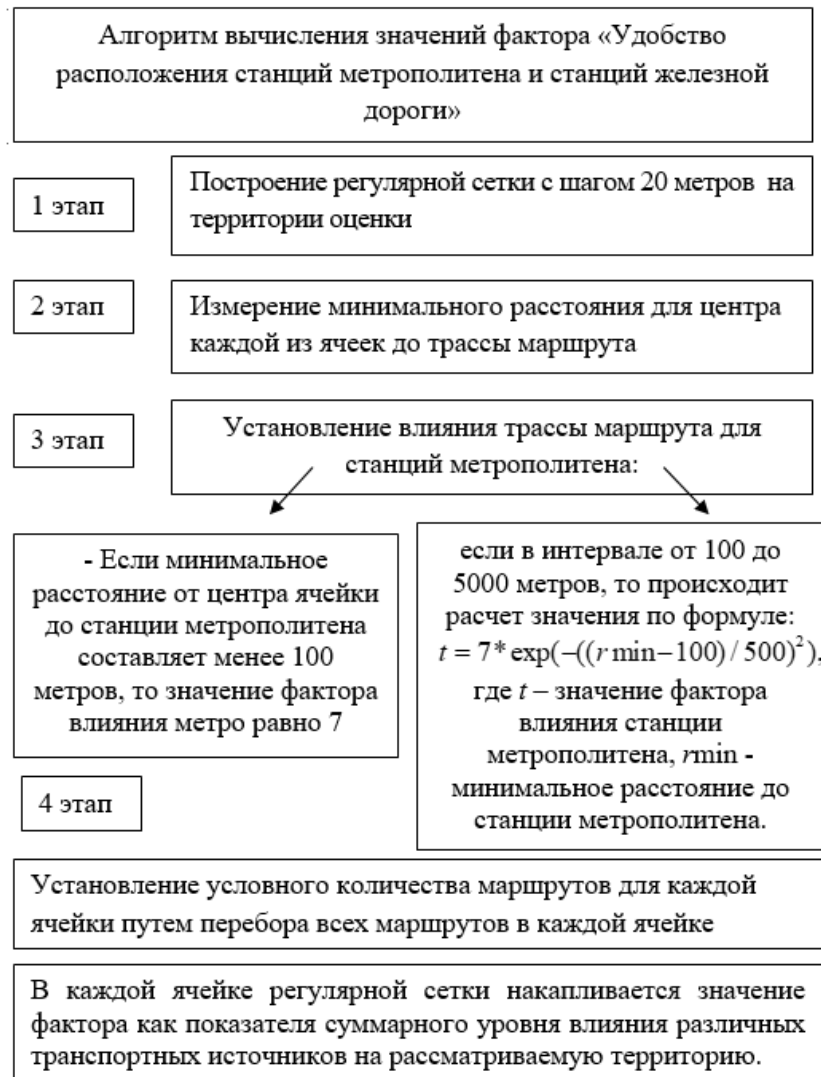 Алгоритм вычисления значений фактора «Удобство
расположения станций метрополитена и станций железной
дороги»
1 этап
Построение регулярной сетки с шагом 20 метров на
территории оценки
2 этап
Измерение минимального расстояния для центра
каждой из ячеек до трассы маршрута
3 этап
Установление влияния трассы маршрута для
станций метрополитена:
- Если минимальное
расстояние от центра ячейки
до станции метрополитена
составляет менее 100
метров, то значение фактора
влияния метро равно 7
если в интервале от 100 до
5000 метров, то происходит
расчет значения по формуле:
t = 7* exp(−((r min−100) / 500)²),
где t – значение фактора
влияния станции
метрополитена, rmin -
минимальное расстояние до
станции метрополитена.
4 этап
Установление условного количества маршрутов для каждой
ячейки путем перебора всех маршрутов в каждой ячейке
В каждой ячейке регулярной сетки накапливается значение
фактора как показателя суммарного уровня влияния различных
транспортных источников на рассматриваемую территорию.